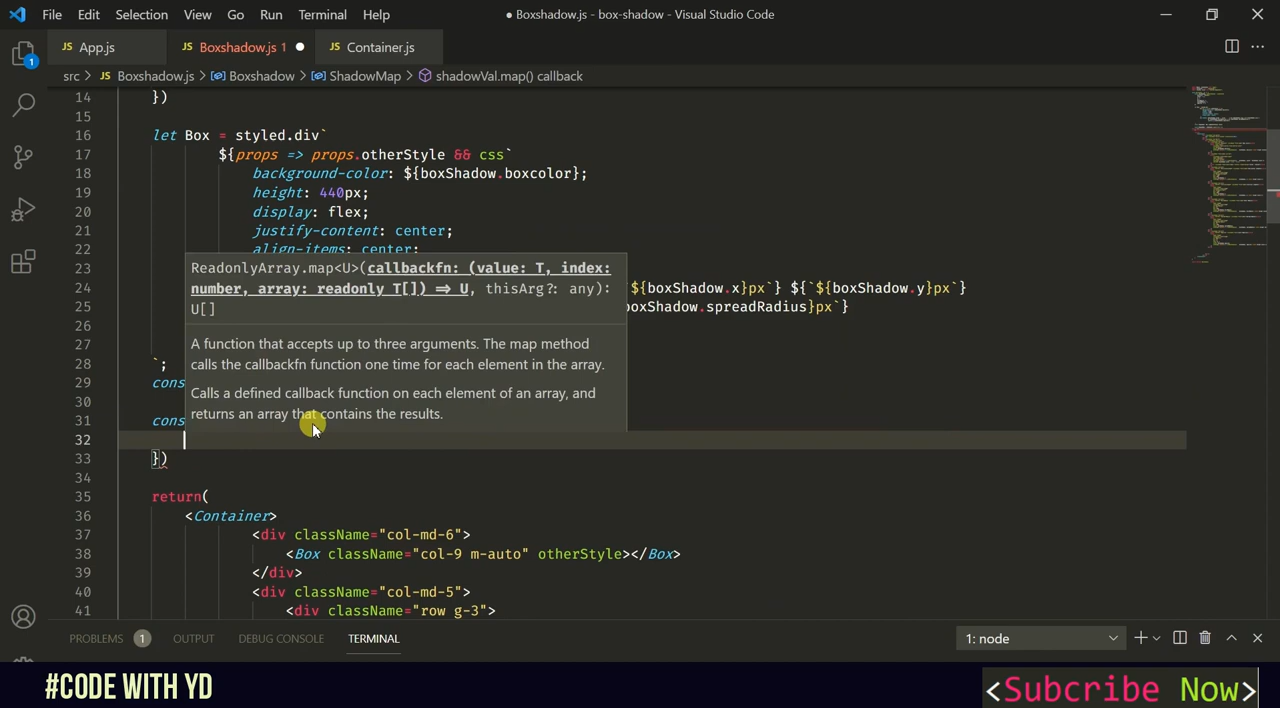 File Edit Selection View Go Run Terminal Help ● Boxshadow.js - box-shadow - Visual Studio Code
JS App.js JS Boxshadow.js 1 ● JS Container.js
src > JS Boxshadow.js > Boxshadow > ShadowMap > shadowVal.map() callback
14 })
15
16 let Box = styled.div`
17 ${props => props.otherStyle && css`
18 background-color: ${boxShadow.boxcolor};
19 height: 440px;
20 display: flex;
21 justify-content: center;
22 align-items: center;
23
24 ${boxShadow.x}px`} ${`${boxShadow.y}px`}
25 boxShadow.spreadRadius}px`}
26
27
28 `;
29 cons
30
31 cons
32
33 })
34
35 return(
36 <Container>
37 <div className="col-md-6">
38 <Box className="col-9 m-auto" otherStyle></Box>
39 </div>
40 <div className="col-md-5">
41 <div className="row g-3">
ReadonlyArray.map<U>(callbackfn: (value: T, index:
number, array: readonly T[]) => U, thisArg?: any):
U[]
A function that accepts up to three arguments. The map method
calls the callbackfn function one time for each element in the array.
Calls a defined callback function on each element of an array, and
returns an array that contains the results.
1
PROBLEMS 1 OUTPUT DEBUG CONSOLE TERMINAL 1: node
#CODE WITH YD
<Subcribe Now>